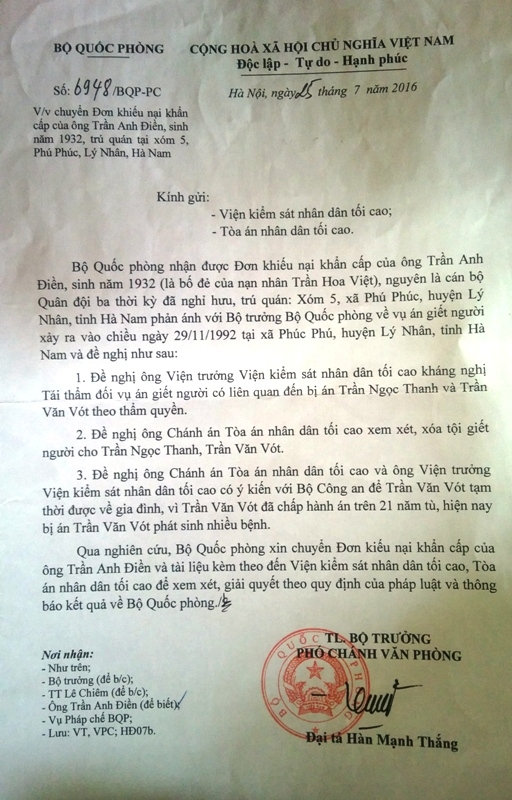 BỘ QUỐC PHÒNG
CỘNG HOÀ XÃ HỘI CHỦ NGHĨA VIỆT NAM
Độc lập - Tự do - Hạnh phúc
Số: 6948/BQP-PC
Hà Nội, ngày 25 tháng 7 năm 2016
V/v chuyển Đơn khiếu nại khẩn
cấp của ông Trần Anh Điền, sinh
năm 1932, trú quán tại xóm 5,
Phú Phúc, Lý Nhân, Hà Nam
Kính gửi:
- Viện kiểm sát nhân dân tối cao;
- Tòa án nhân dân tối cao.
Bộ Quốc phòng nhận được Đơn khiếu nại khẩn cấp của ông Trần Anh
Điền, sinh năm 1932 (là bố đẻ của nạn nhân Trần Hoa Việt), nguyên là cán bộ
Quân đội ba thời kỳ đã nghỉ hưu, trú quán: Xóm 5, xã Phú Phúc, huyện Lý
Nhân, tỉnh Hà Nam phản ánh với Bộ trưởng Bộ Quốc phòng về vụ án giết người
xảy ra vào chiều ngày 29/11/1992 tại xã Phúc Phú, huyện Lý Nhân, tỉnh Hà
Nam và đề nghị như sau:
1. Đề nghị ông Viện trưởng Viện kiểm sát nhân dân tối cao kháng nghị
Tái thẩm đối vụ án giết người có liên quan đến bị án Trần Ngọc Thanh và Trần
Văn Vót theo thẩm quyền.
2. Đề nghị ông Chánh án Tòa án nhân dân tối cao xem xét, xóa tội giết
người cho Trần Ngọc Thanh, Trần Văn Vót.
3. Đề nghị ông Chánh án Tòa án nhân dân tối cao và ông Viện trưởng
Viện kiểm sát nhân dân tối cao có ý kiến với Bộ Công an để Trần Văn Vót tạm
thời được về gia đình, vì Trần Văn Vót đã chấp hành án trên 21 năm tù, hiện nay
bị án Trần Văn Vót phát sinh nhiều bệnh.
Qua nghiên cứu, Bộ Quốc phòng xin chuyển Đơn kiếu nại khẩn cấp của
ông Trần Anh Điền và tài liệu kèm theo đến Viện kiểm sát nhân dân tối cao, Tòa
án nhân dân tối cao để xem xét, giải quyết theo quy định của pháp luật và thông
báo kết quả về Bộ Quốc phòng./.
TL. BỘ TRƯỞNG
PHÓ CHÁNH VĂN PHÒNG
Nơi nhận:
- Như trên;
- Bộ trưởng (để b/c);
- TT Lê Chiêm (để b/c);
- Ông Trần Anh Điền (để biết);
- Vụ Pháp chế BQP;
- Lưu: VT, VPC; HĐ07b.
BỘ QUỐC PHÒNG
Đại tá Hàn Mạnh Thắng